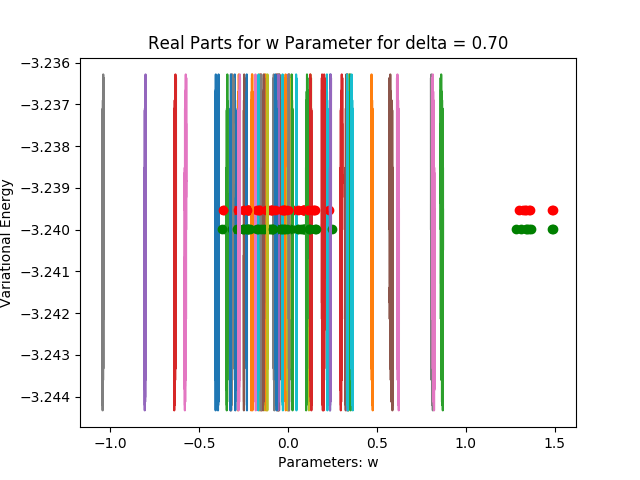 Real Parts for w Parameter for delta = 0.70
−3.236
−3.237
−3.238
−3.239
−3.240
−3.241
−3.242
−3.243
−3.244
Variational Energy
−1.0 −0.5 0.0 0.5 1.0 1.5
Parameters: w